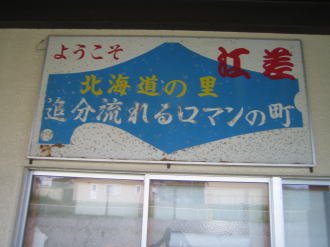 ようこそ 江差
北海道の里
追分流れるロマンの町